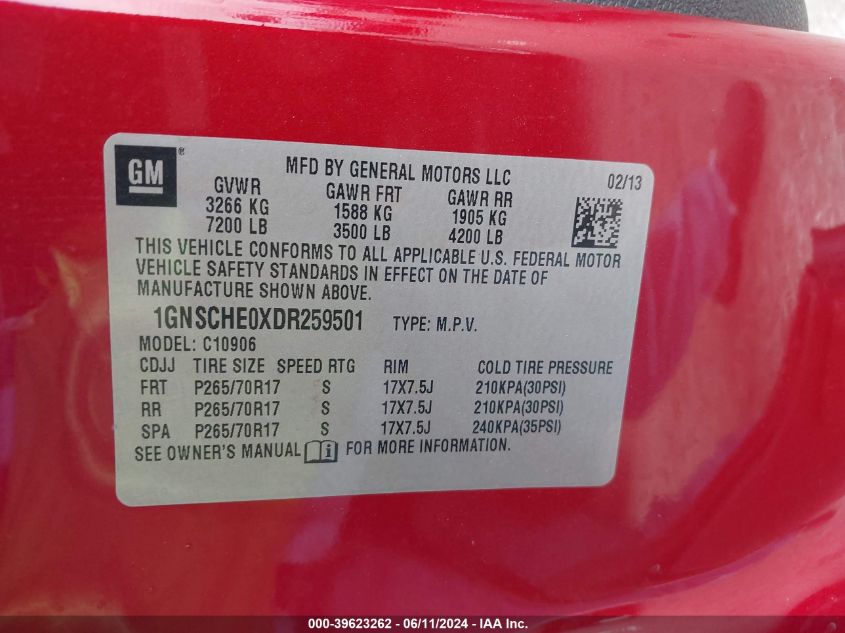 GM®
MFD BY GENERAL MOTORS LLC
02/13
GVWR GAWR FRT GAWR RR
3266 KG 1588 KG 1905 KG
7200 LB 3500 LB 4200 LB
THIS VEHICLE CONFORMS TO ALL APPLICABLE U.S. FEDERAL MOTOR
VEHICLE SAFETY STANDARDS IN EFFECT ON THE DATE OF
MANUFACTURE SHOWN ABOVE.
1GNSCHE0XDR259501 TYPE: M.P.V.
MODEL: C10906
CDJJ TIRE SIZE SPEED RTG RIM COLD TIRE PRESSURE
FRT P265/70R17 S 17X7.5J 210KPA(30PSI)
RR P265/70R17 S 17X7.5J 210KPA(30PSI)
SPA P265/70R17 S 17X7.5J 240KPA(35PSI)
SEE OWNER'S MANUAL i FOR MORE INFORMATION.
000-39623262 - 06/11/2024 - IAA Inc.